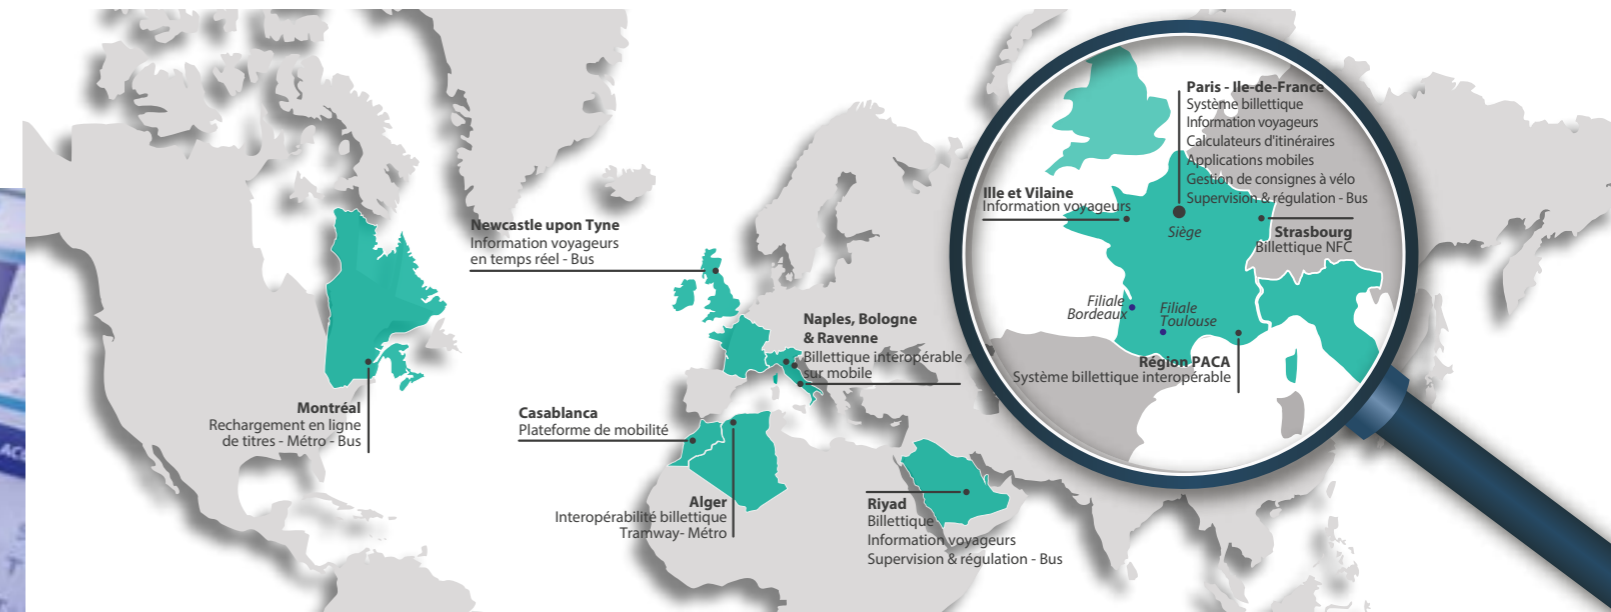 Newcastle upon Tyne
Information voyageurs
en temps réel - Bus
Montréal
Rechargement en ligne
de titres - Métro - Bus
Casablanca
Plateforme de mobilité
Alger
Interopérabilité billettique
Tramway- Métro
Naples, Bologne
& Ravenne
Billettique interopérable
sur mobile
Riyad
Billettique
Information voyageurs
Supervision & régulation - Bus
Paris - Ile-de-France
Système billettique
Information voyageurs
Calculateurs d'itinéraires
Applications mobiles
Gestion de consignes à vélo
Supervision & régulation - Bus
Ille et Vilaine
Information voyageurs
Siège
Strasbourg
Billettique NFC
Filiale
Bordeaux
Filiale
Toulouse
Région PACA
Système billettique interopérable